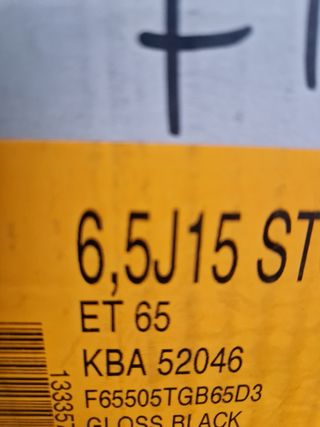 6,5J15 ST
ET 65
KBA 52046
F65505TGB65D3
GLOSS BLACK